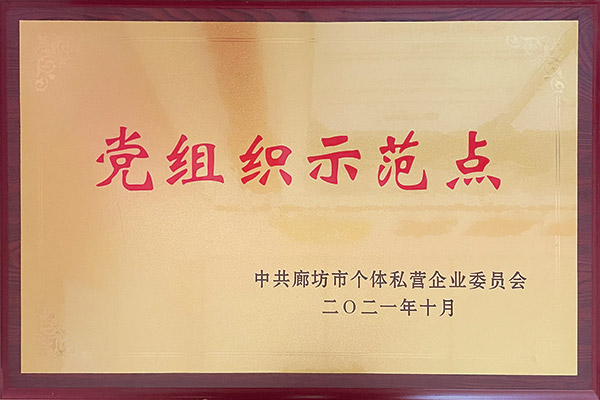 党组织示范点
中共廊坊市个体私营企业委员会
二〇二一年十月